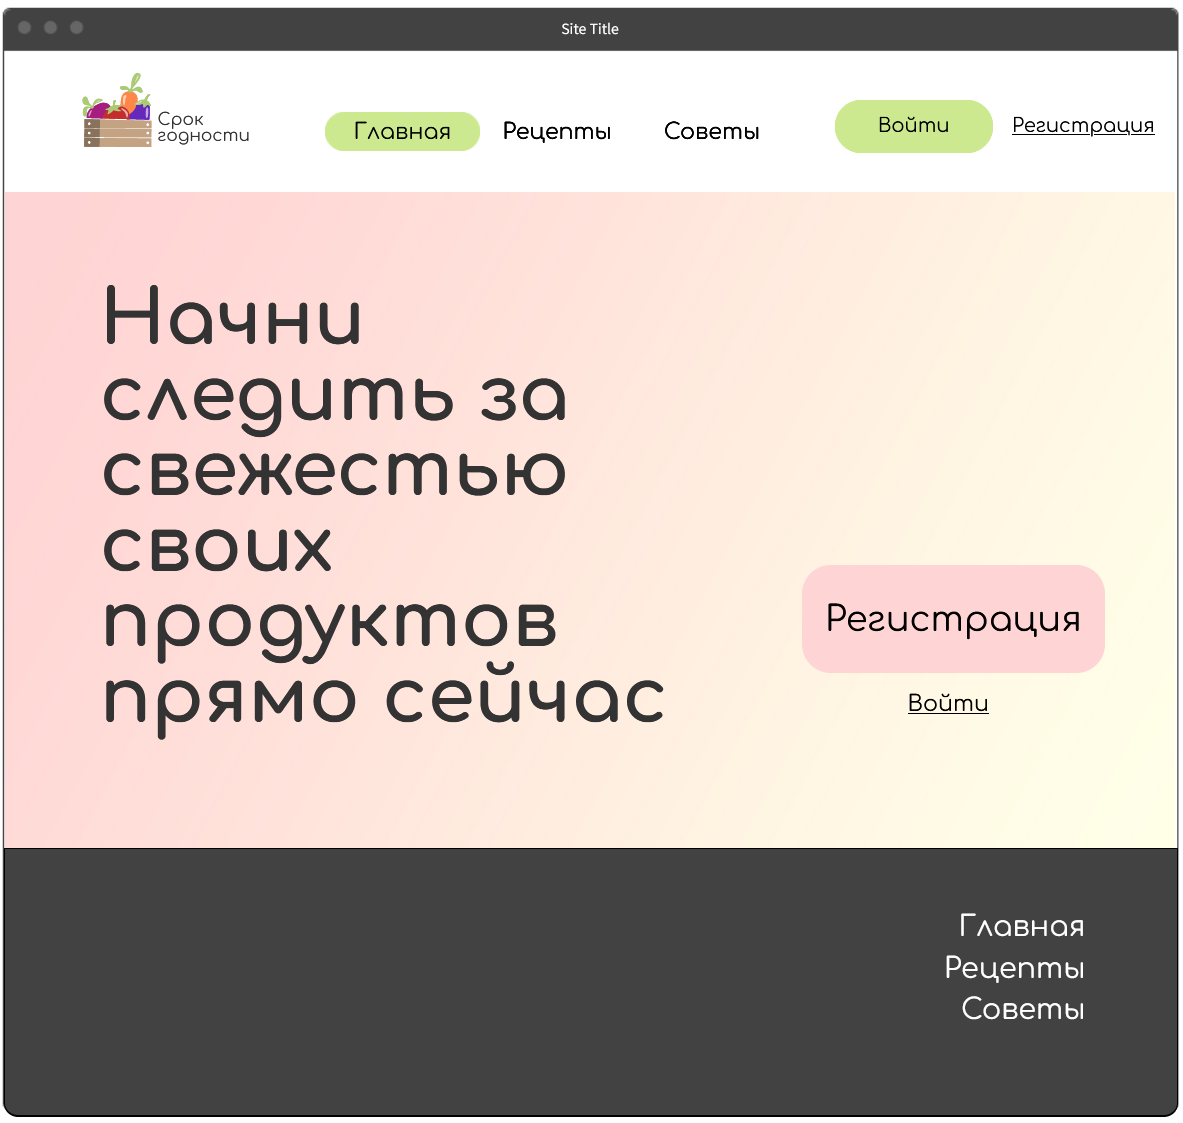 Site Title
Срок
годности
Главная
Рецепты
Советы
Войти
Регистрация
Начни
следить за
свежестью
своих
продуктов
прямо сейчас
Регистрация
Войти
Главная
Рецепты
Советы